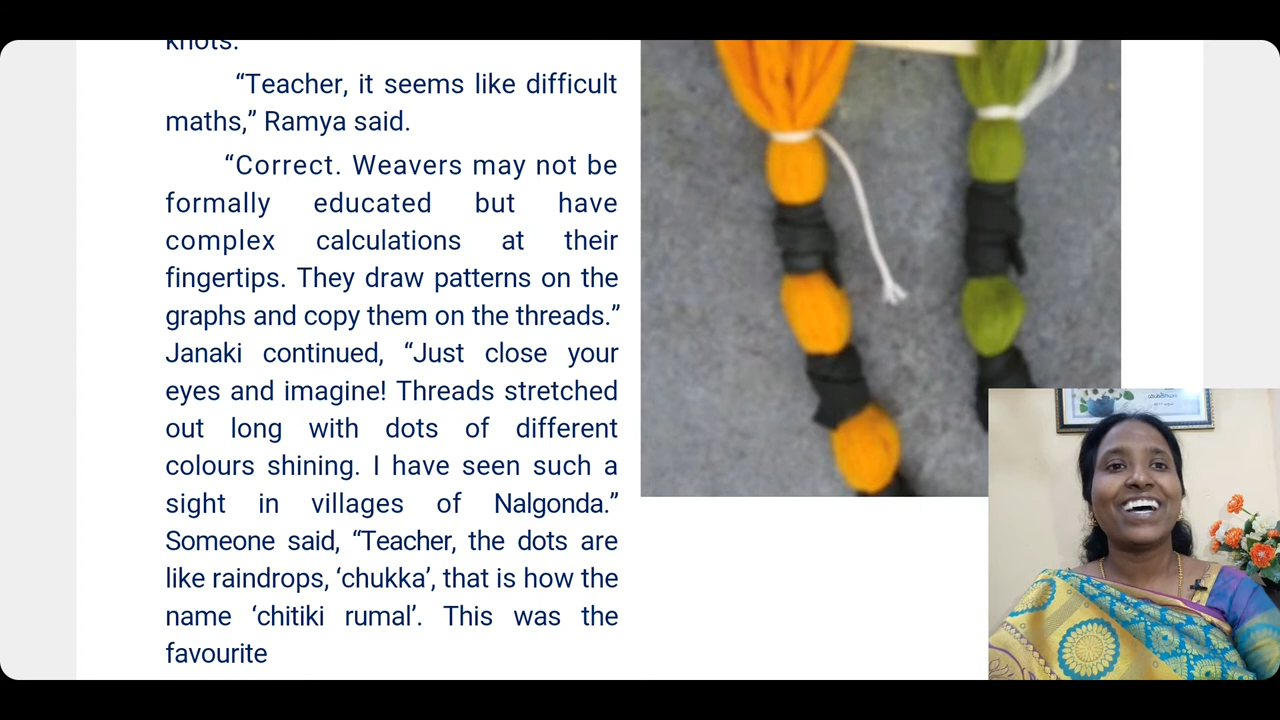 knots.
“Teacher, it seems like difficult
maths,” Ramya said.
“Correct. Weavers may not be
formally educated but have
complex calculations at their
fingertips. They draw patterns on the
graphs and copy them on the threads.”
Janaki continued, “Just close your
eyes and imagine! Threads stretched
out long with dots of different
colours shining. I have seen such a
sight in villages of Nalgonda.”
Someone said, “Teacher, the dots are
like raindrops, ‘chukka’, that is how the
name ‘chitiki rumal’. This was the
favourite